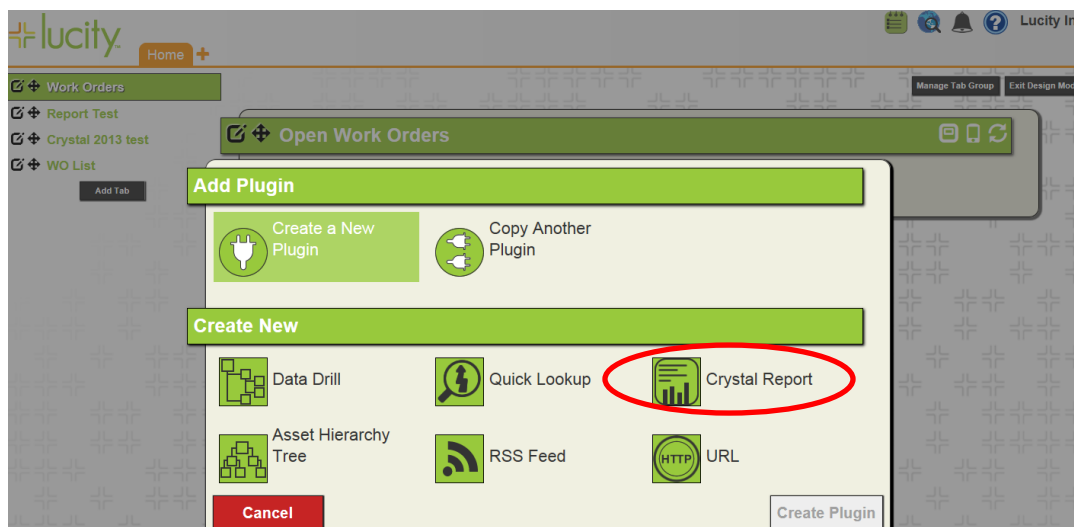 lucity
Home
Lucity In
Work Orders
Report Test
Crystal 2013 test
WO List
Add Tab
Manage Tab Group
Exit Design Mod
Open Work Orders
Add Plugin
Create a New
Plugin
Copy Another
Plugin
Create New
Data Drill
Quick Lookup
Crystal Report
Asset Hierarchy
Tree
RSS Feed
HTTP
URL
Cancel
Create Plugin